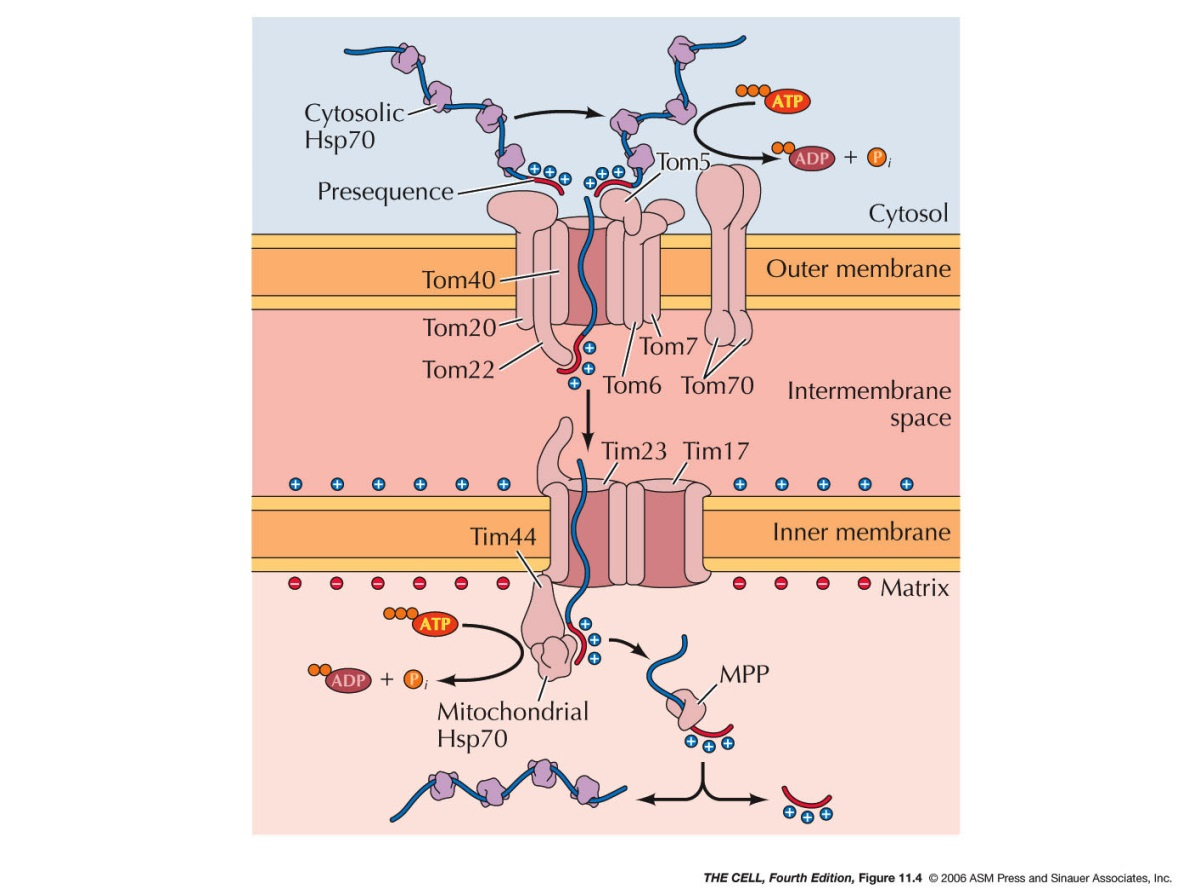 ATP
Cytosolic
Hsp70
Tom5
ADP + Pi
Presequence
Cytosol
Outer membrane
Tom40
Tom20
Tom7
Tom22
Tom6 Tom70
Intermembrane
space
Tim23 Tim17
Tim44
Inner membrane
Matrix
ATP
ADP + Pi
MPP
Mitochondrial
Hsp70
THE CELL, Fourth Edition, Figure 11.4 © 2006 ASM Press and Sinauer Associates, Inc.